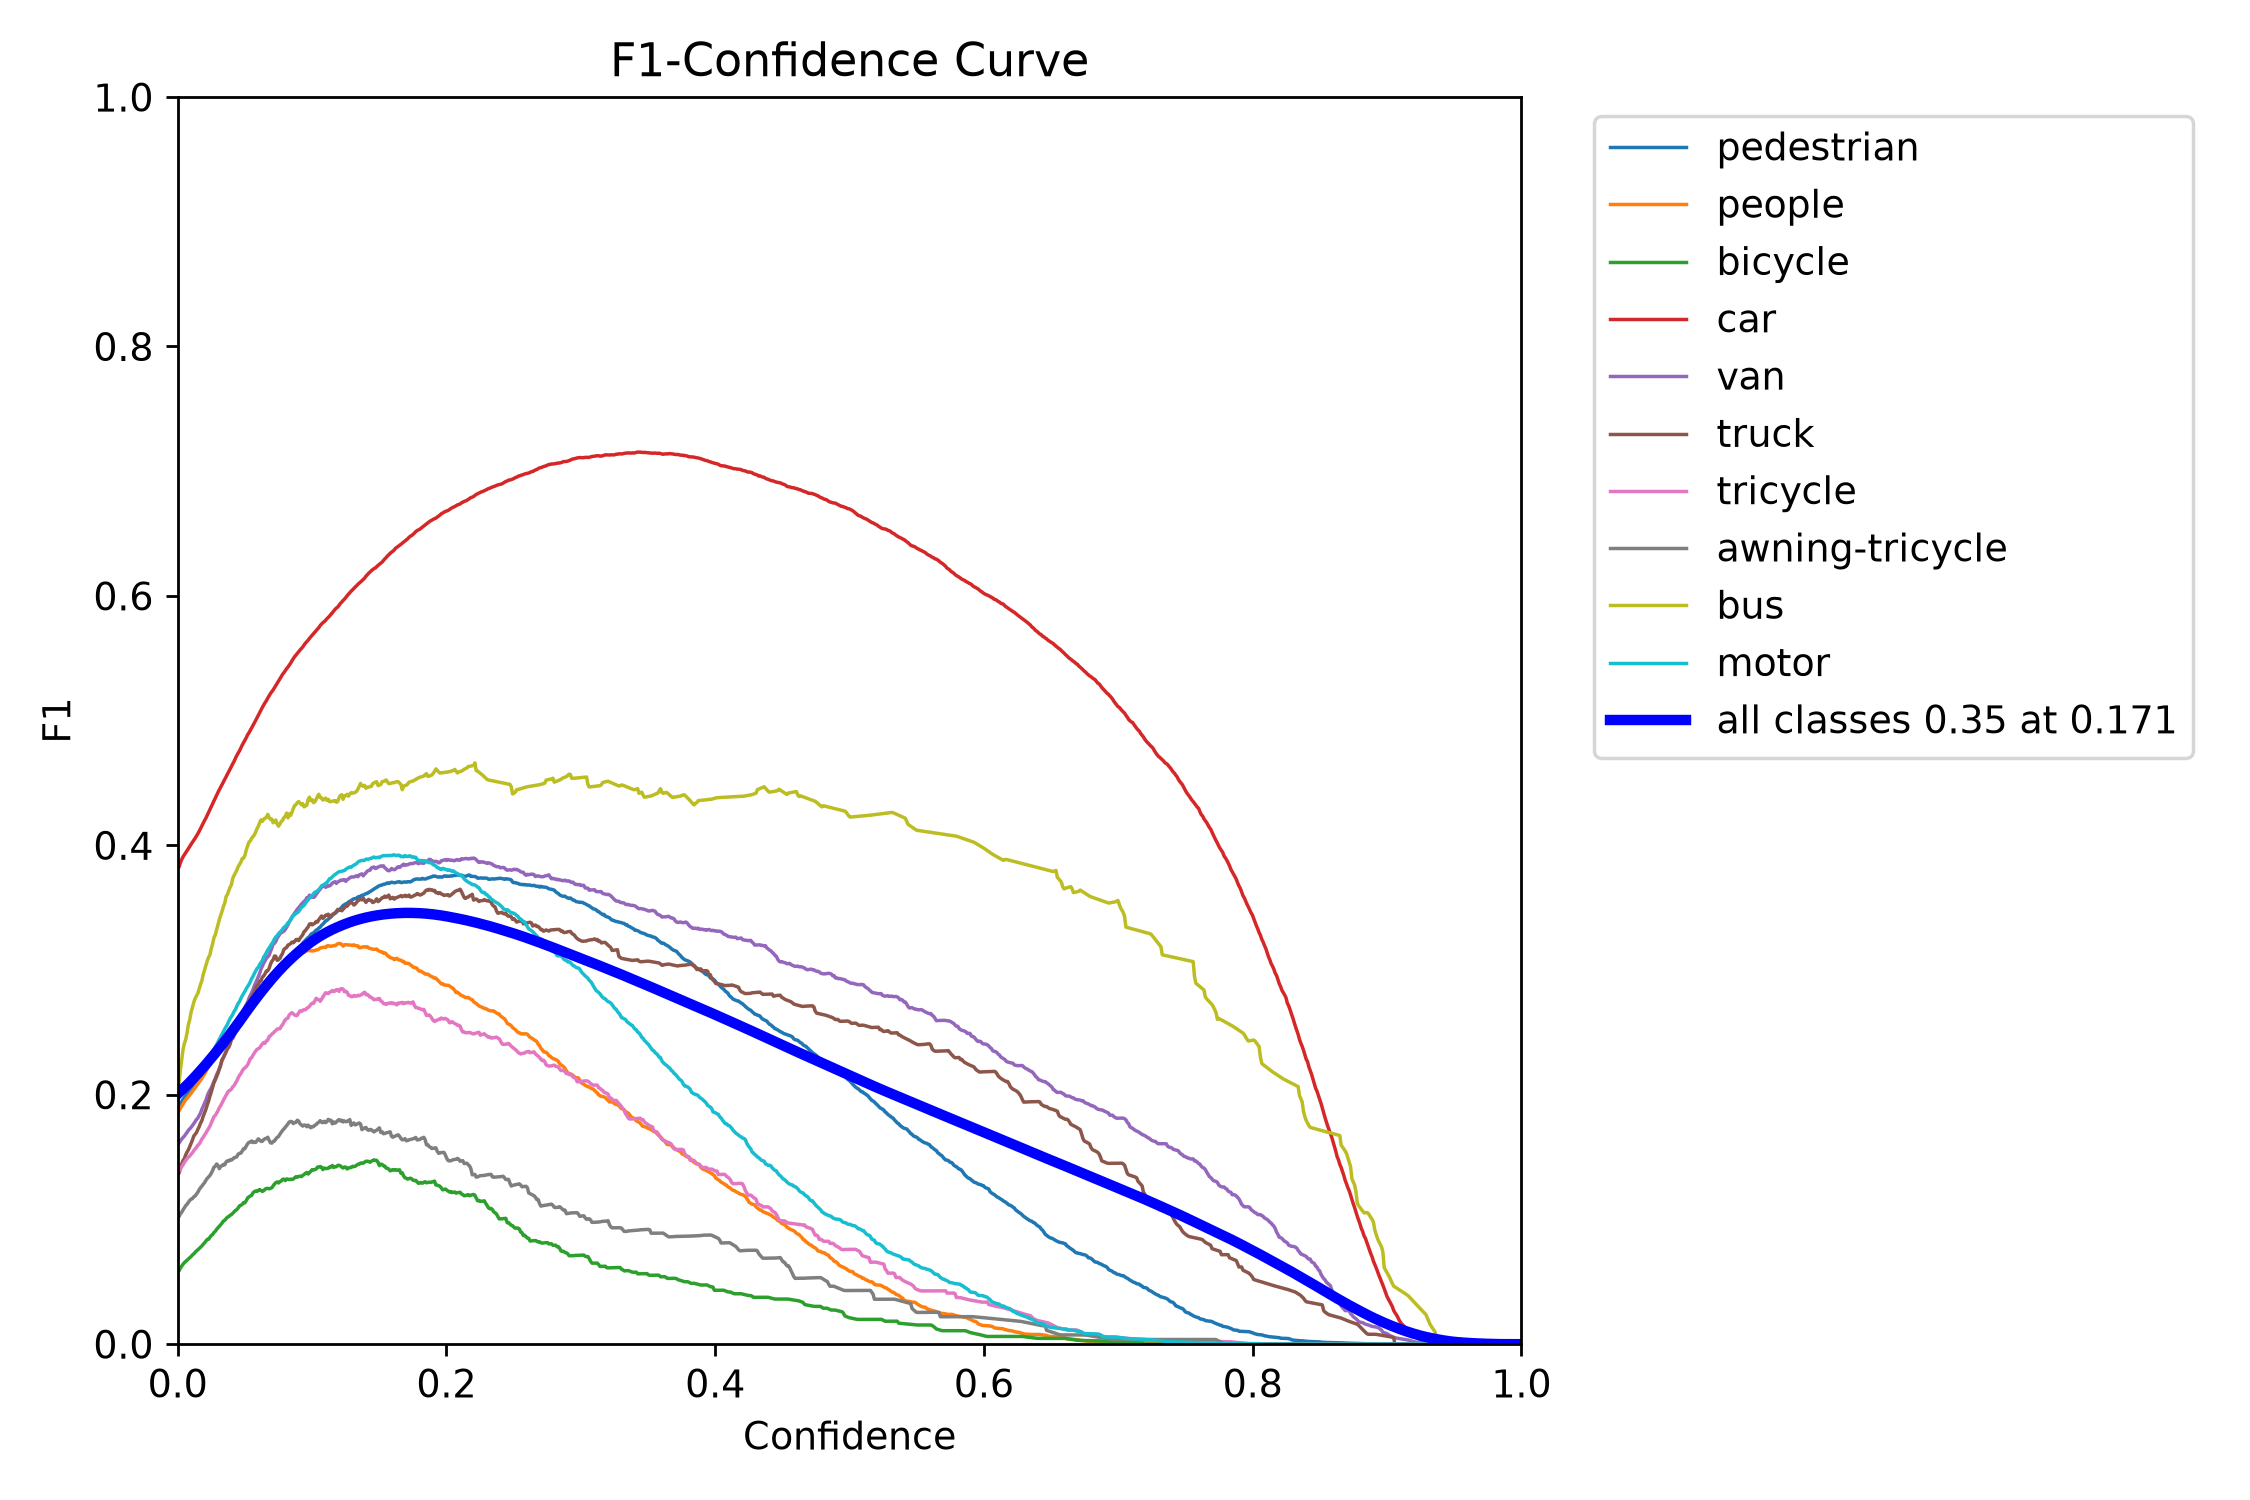 F1-Confidence Curve
1.0
0.8
0.6
0.4
0.2
0.0
F1
0.0 0.2 0.4 0.6 0.8 1.0
Confidence
pedestrian
people
bicycle
car
van
truck
tricycle
awning-tricycle
bus
motor
all classes 0.35 at 0.171